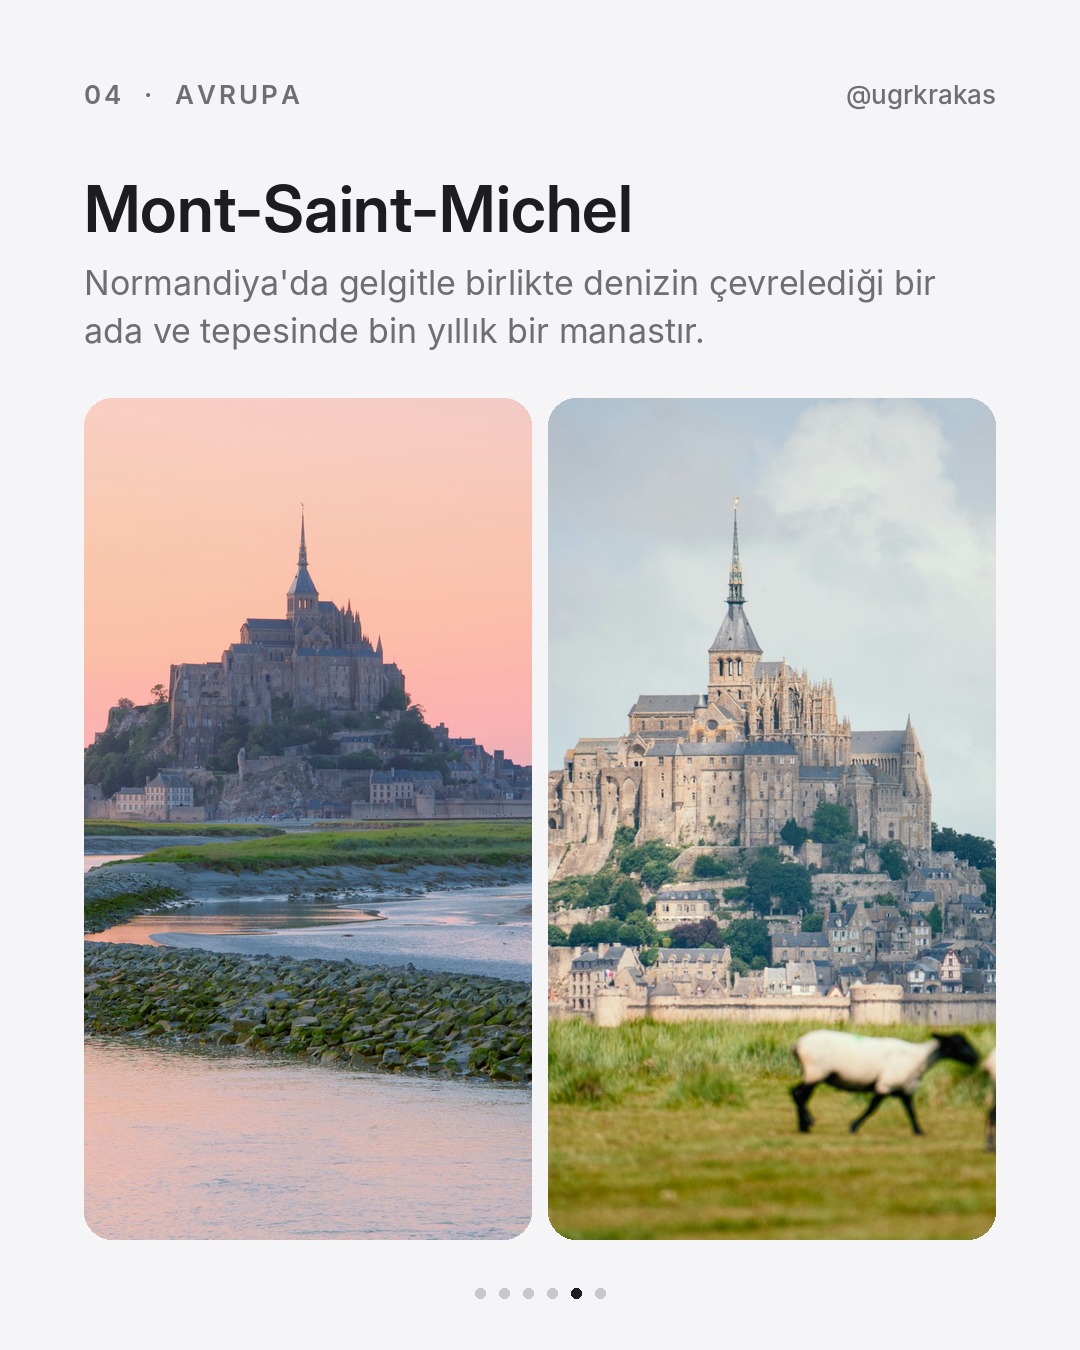 04 · AVRUPA
@ugrkrakas
Mont-Saint-Michel
Normandiya'da gelgitle birlikte denizin çevrelediği bir
ada ve tepesinde bin yıllık bir manastır.